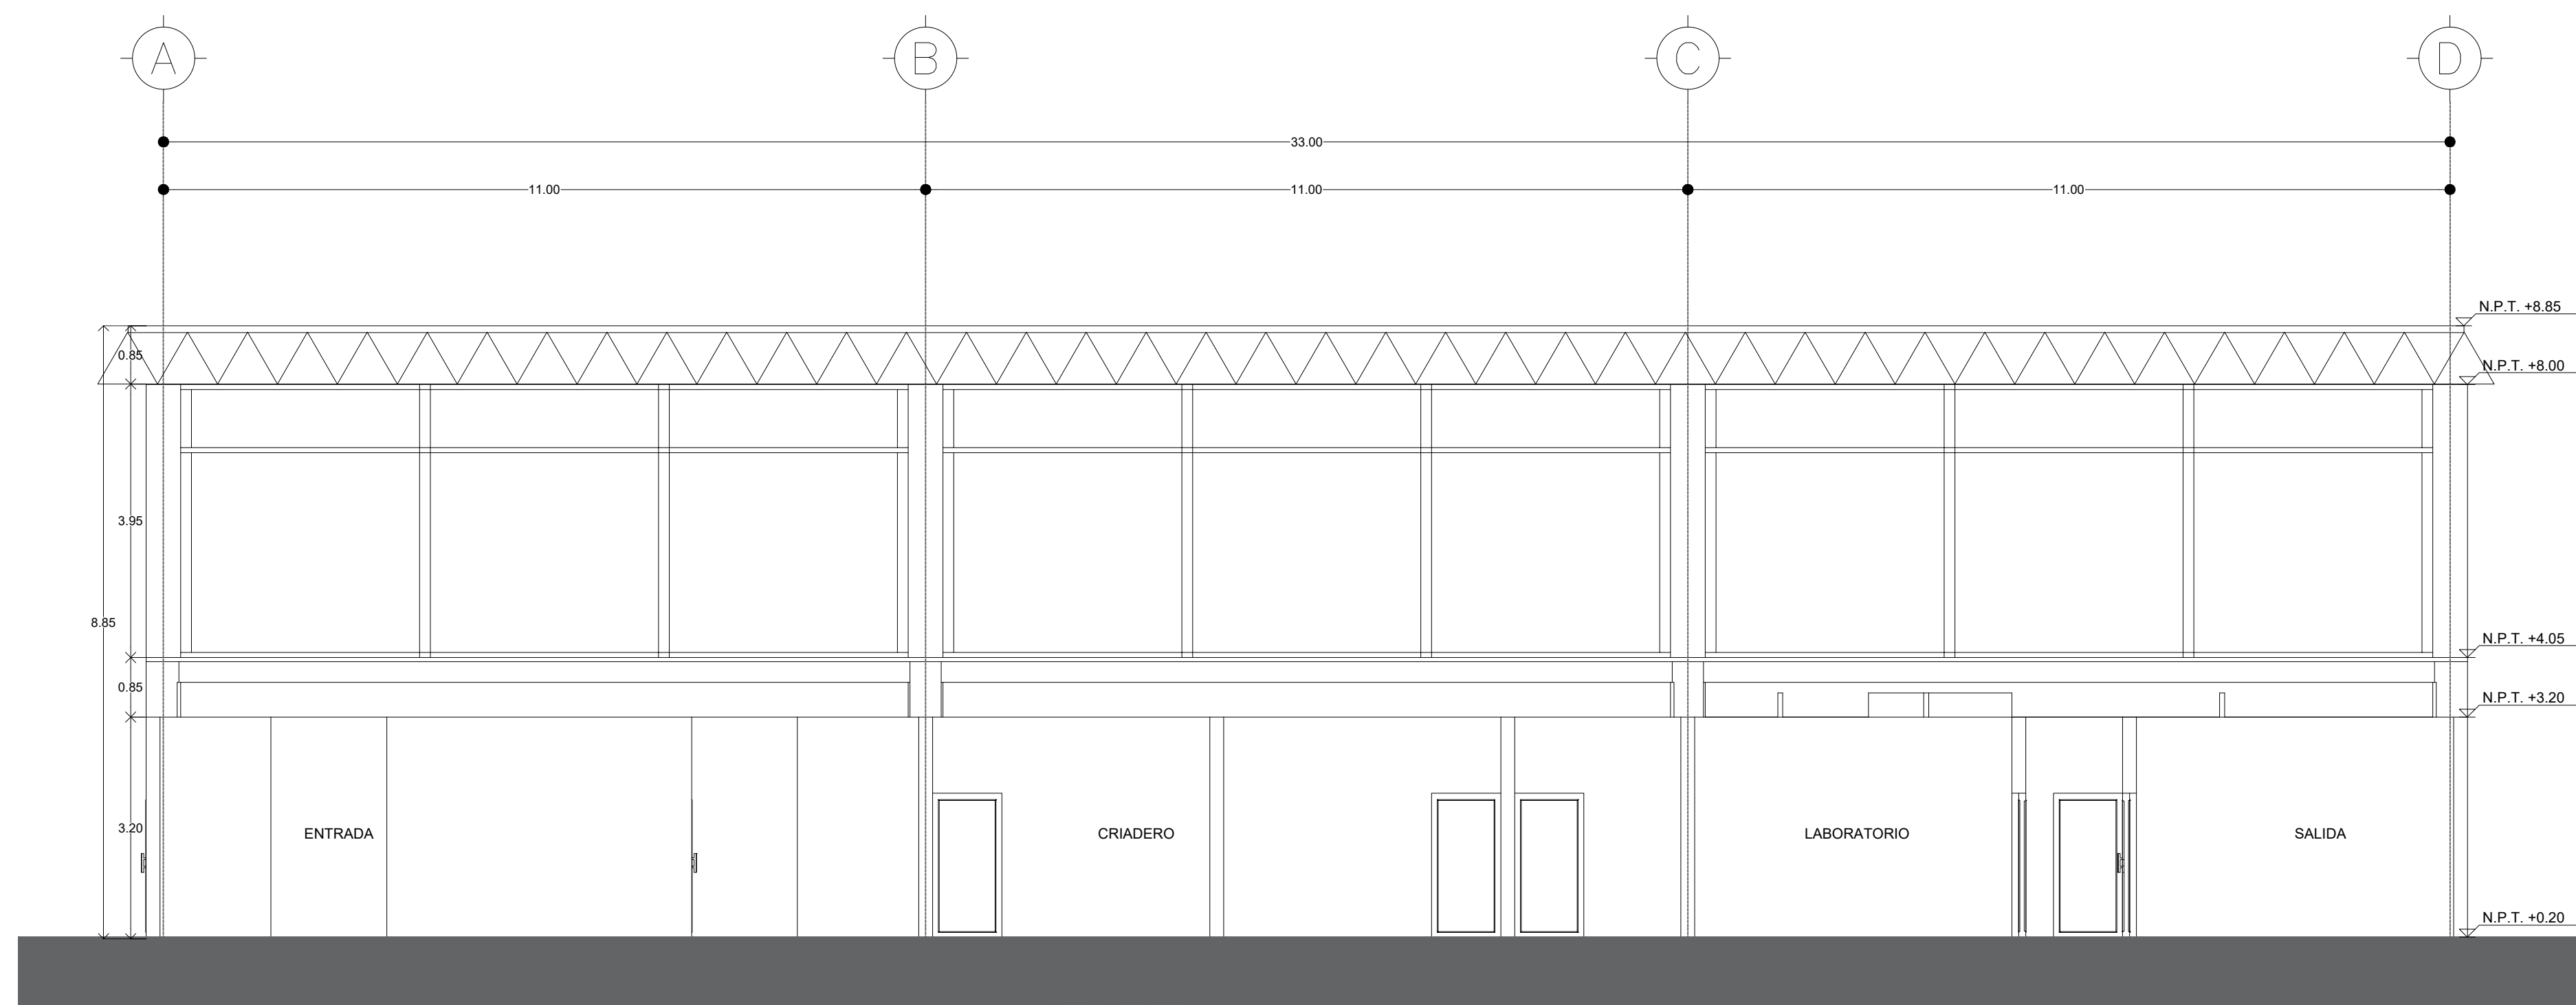 A
B
C
D
33.00
11.00
11.00
11.00
N.P.T. +8.85
0.85
N.P.T. +8.00
3.95
8.85
N.P.T. +4.05
0.85
N.P.T. +3.20
3.20
ENTRADA
CRIADERO
LABORATORIO
SALIDA
N.P.T. +0.20